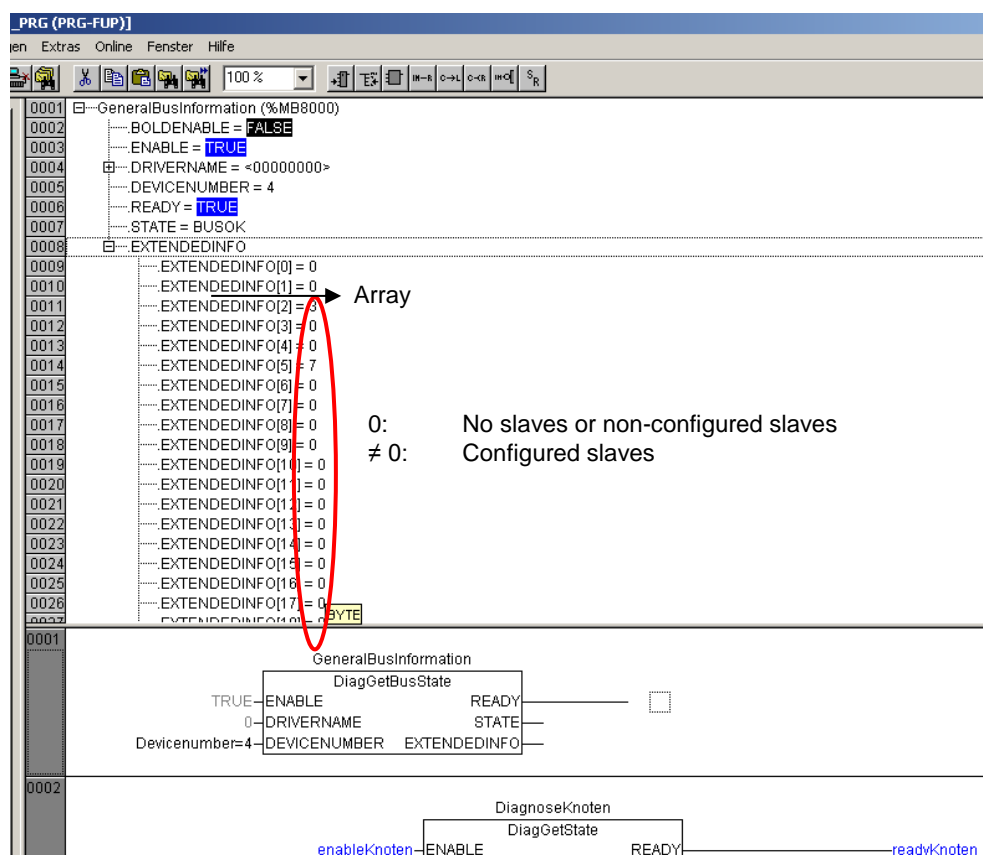 _PRG (PRG-FUP)]
en Extras Online Fenster Hilfe
100 %
0001 GeneralBusInformation (%MB8000)
0002 .BOLDENABLE = FALSE
0003 .ENABLE = TRUE
0004 .DRIVERNAME = <00000000>
0005 .DEVICENUMBER = 4
0006 .READY = TRUE
0007 .STATE = BUSOK
0008 .EXTENDEDINFO
0009 .EXTENDEDINFO[0] = 0
0010 .EXTENDEDINFO[1] = 0
Array
0011 .EXTENDEDINFO[2] = 3
0012 .EXTENDEDINFO[3] = 0
0013 .EXTENDEDINFO[4] = 0
0014 .EXTENDEDINFO[5] = 7
0015 .EXTENDEDINFO[6] = 0
0016 .EXTENDEDINFO[7] = 0
0017 .EXTENDEDINFO[8] = 0
0: No slaves or non-configured slaves
0018 .EXTENDEDINFO[9] = 0
≠ 0: Configured slaves
0019 .EXTENDEDINFO[10] = 0
0020 .EXTENDEDINFO[11] = 0
0021 .EXTENDEDINFO[12] = 0
0022 .EXTENDEDINFO[13] = 0
0023 .EXTENDEDINFO[14] = 0
0024 .EXTENDEDINFO[15] = 0
0025 .EXTENDEDINFO[16] = 0
0026 .EXTENDEDINFO[17] = 0
BYTE
0001
GeneralBusInformation
DiagGetBusState
TRUE ENABLE READY
0 DRIVERNAME STATE
Devicenumber=4 DEVICENUMBER EXTENDEDINFO
0002
DiagnoseKnoten
DiagGetState
enableKnoten ENABLE READY readyKnoten